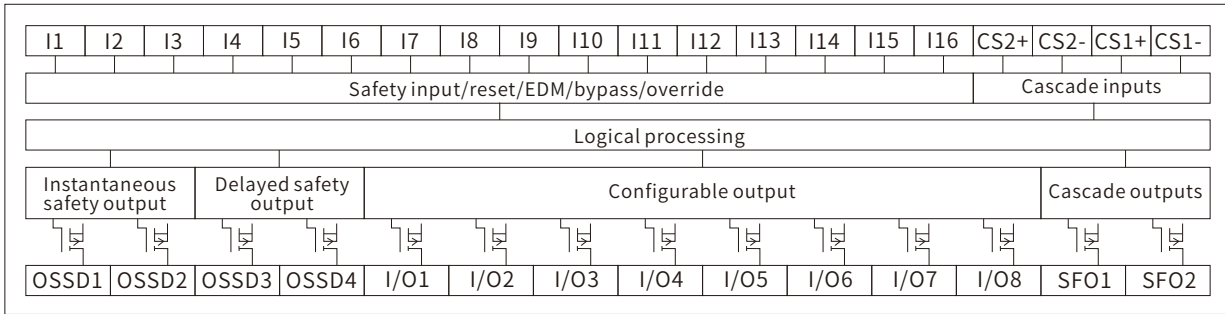 I1 I2 I3 I4 I5 I6 I7 I8 I9 I10 I11 I12 I13 I14 I15 I16 CS2+ CS2- CS1+ CS1-
Safety input/reset/EDM/bypass/override Cascade inputs
Logical processing
Instantaneous
safety output
Delayed safety
output
Configurable output
Cascade outputs
OSSD1 OSSD2 OSSD3 OSSD4 I/O1 I/O2 I/O3 I/O4 I/O5 I/O6 I/O7 I/O8 SFO1 SFO2